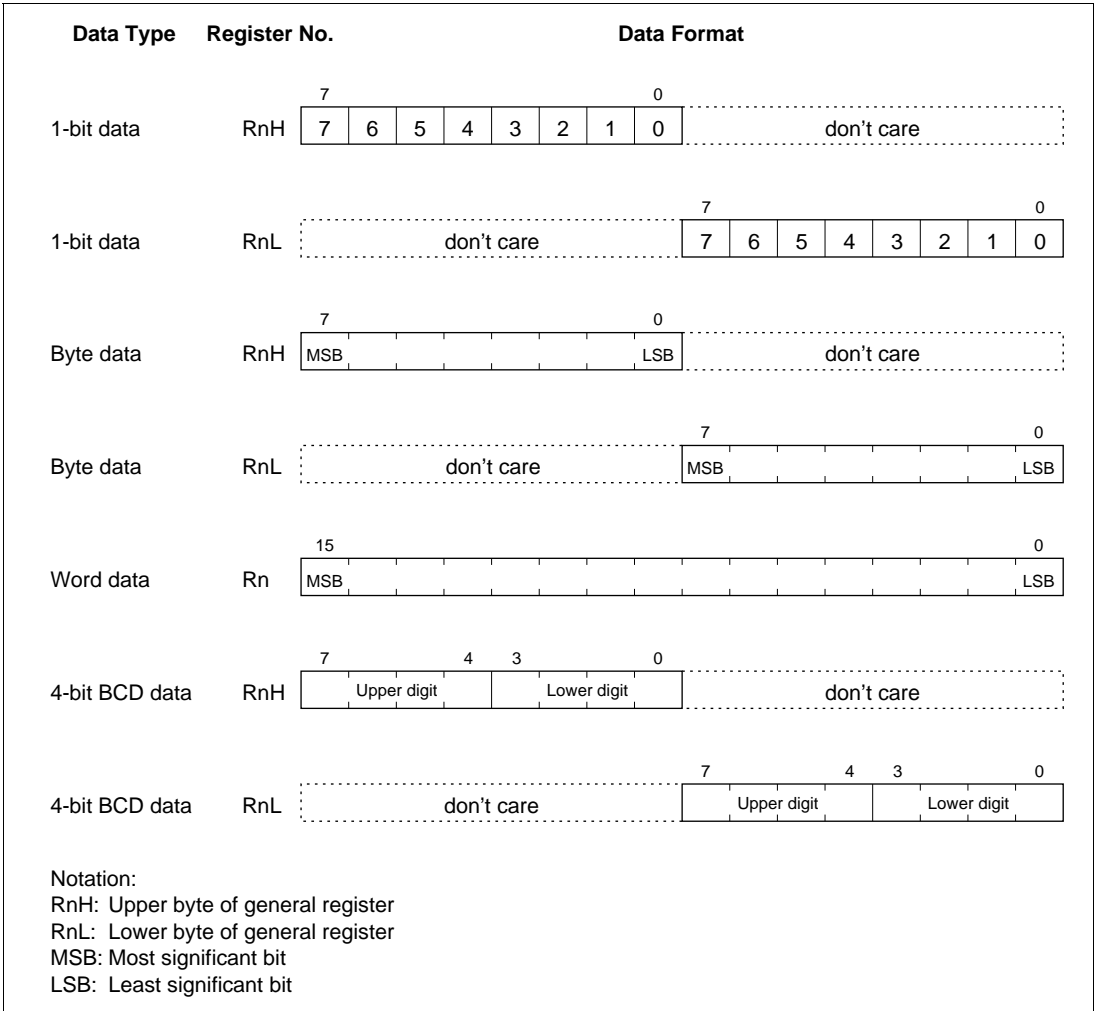 Data Type Register No. Data Format
7 0
1-bit data RnH 7 6 5 4 3 2 1 0 don't care
7 0
1-bit data RnL don't care 7 6 5 4 3 2 1 0
7 0
Byte data RnH MSB LSB don't care
7 0
Byte data RnL don't care MSB LSB
15 0
Word data Rn MSB LSB
7 4 3 0
4-bit BCD data RnH Upper digit Lower digit don't care
7 4 3 0
4-bit BCD data RnL don't care Upper digit Lower digit
Notation:
RnH: Upper byte of general register
RnL: Lower byte of general register
MSB: Most significant bit
LSB: Least significant bit